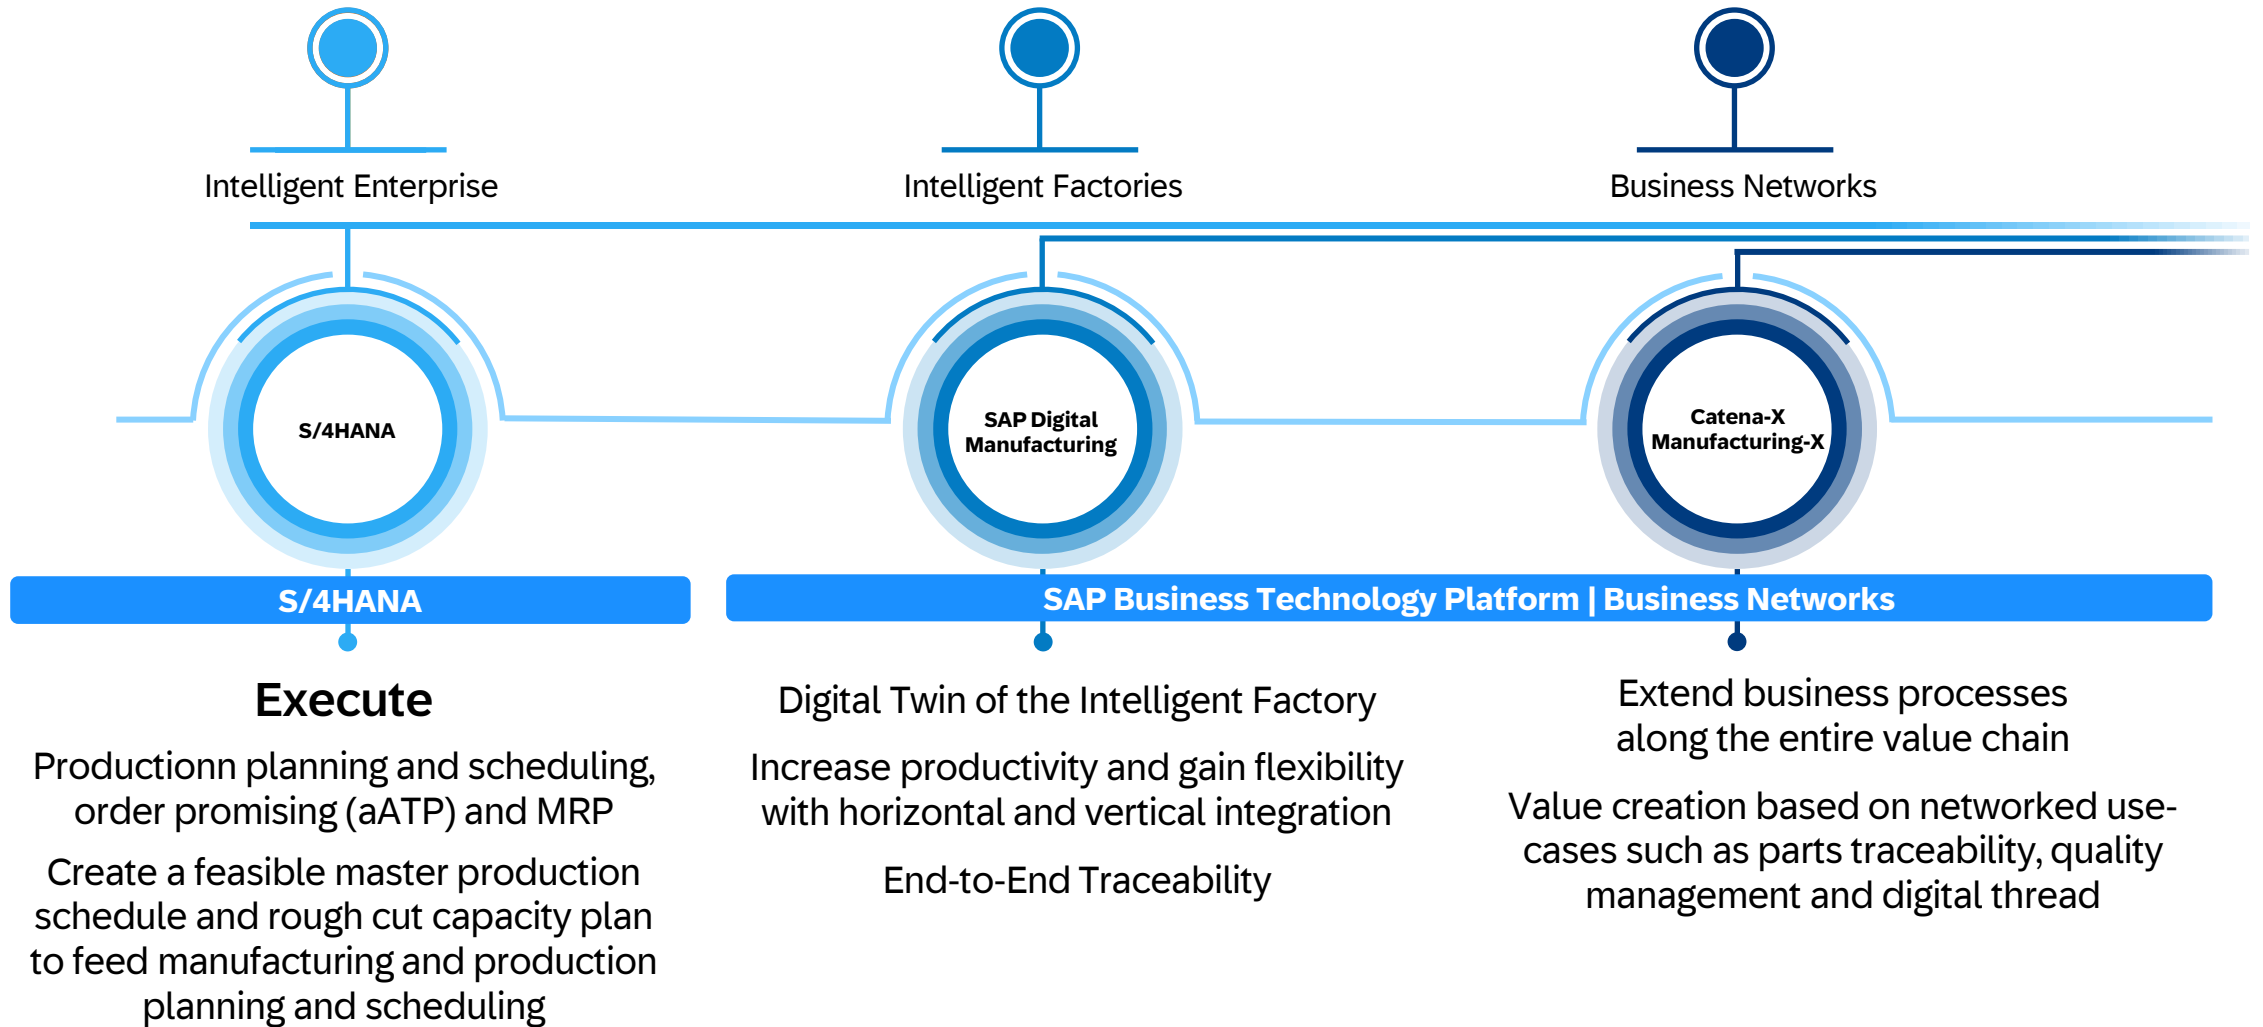 Intelligent Enterprise
Intelligent Factories
Business Networks
S/4HANA
SAP Digital
Manufacturing
Catena-X
Manufacturing-X
S/4HANA
SAP Business Technology Platform | Business Networks
Execute
Productionn planning and scheduling,
order promising (aATP) and MRP
Create a feasible master production
schedule and rough cut capacity plan
to feed manufacturing and production
planning and scheduling
Digital Twin of the Intelligent Factory
Increase productivity and gain flexibility
with horizontal and vertical integration
End-to-End Traceability
Extend business processes
along the entire value chain
Value creation based on networked use-
cases such as parts traceability, quality
management and digital thread